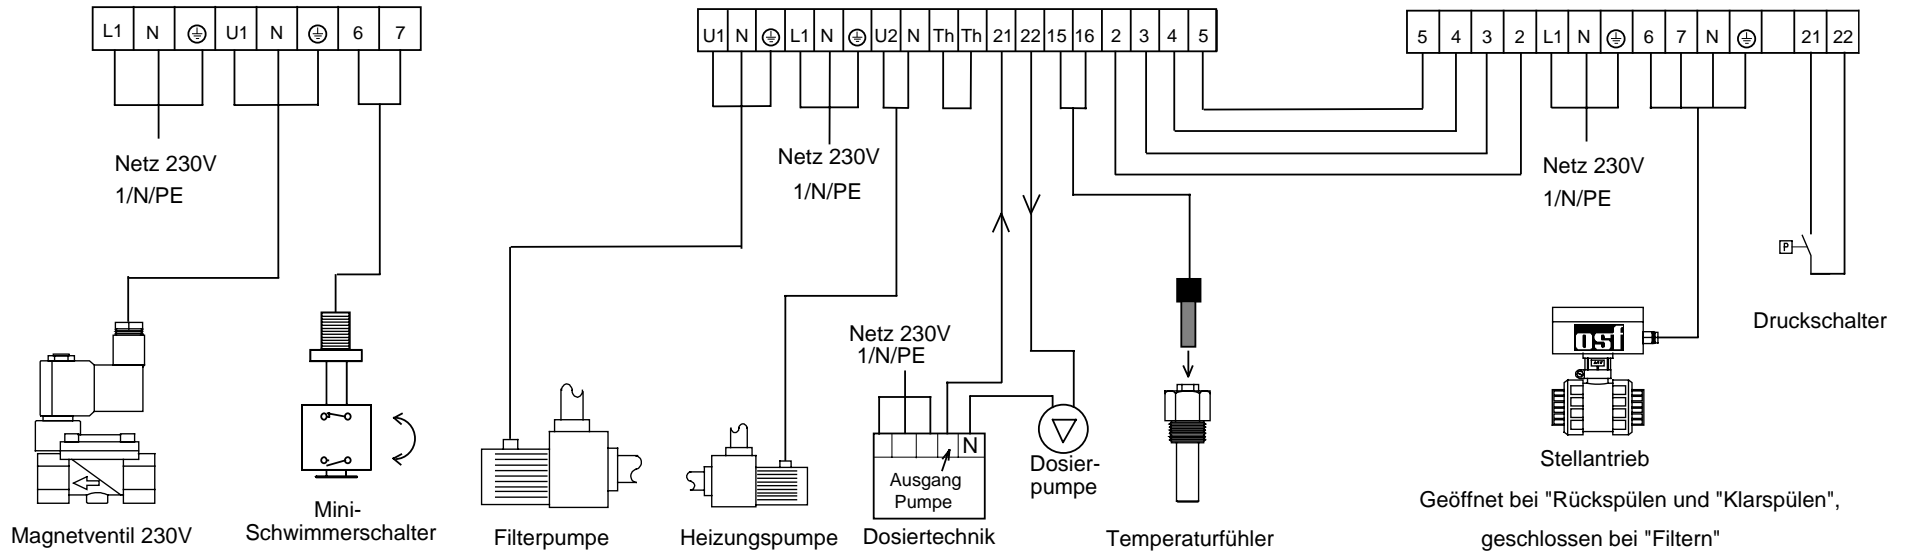 L1 N U1 N 6 7
U1 N L1 N U2 N Th Th 21 22 15 16 2 3 4 5
5 4 3 2 L1 N 6 7 N 21 22
Netz 230V
1/N/PE
Netz 230V
1/N/PE
Netz 230V
1/N/PE
Netz 230V
1/N/PE
P
osf
Druckschalter
N
Ausgang
Pumpe
Dosier-
pumpe
Stellantrieb
Geöffnet bei "Rückspülen und "Klarspülen",
geschlossen bei "Filtern"
Magnetventil 230V
Mini-
Schwimmerschalter
Filterpumpe
Heizungspumpe
Dosiertechnik
Temperaturfühler